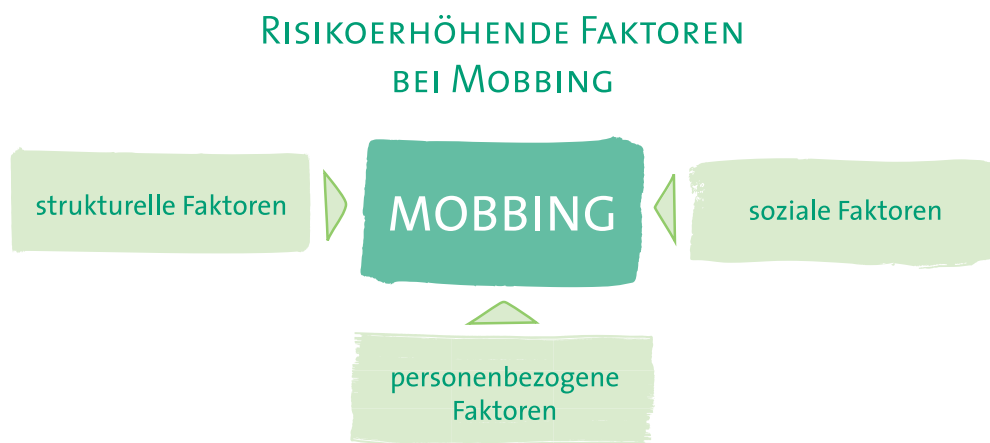 RISIKOERHÖHENDE FAKTOREN
BEI MOBBING
strukturelle Faktoren
MOBBING
soziale Faktoren
personenbezogene
Faktoren